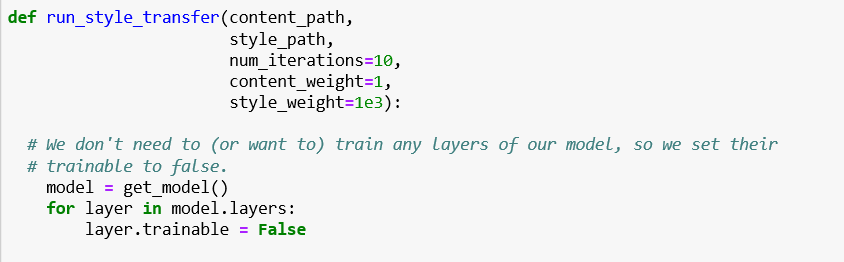 def run_style_transfer(content_path,
                       style_path,
                       num_iterations=10,
                       content_weight=1,
                       style_weight=1e3):

  # We don't need to (or want to) train any layers of our model, so we set their
  # trainable to false.
    model = get_model()
    for layer in model.layers:
        layer.trainable = False